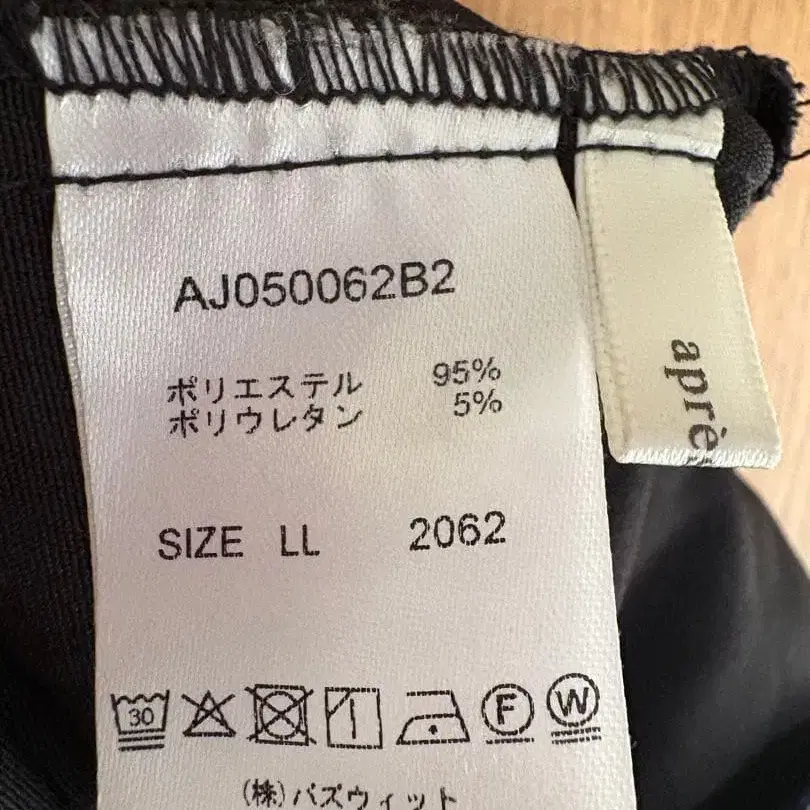 AJ050062B2
ポリエステル 95%
ポリウレタン 5%
SIZE LL 2062
30
F W
(株)バズウィット
aprè